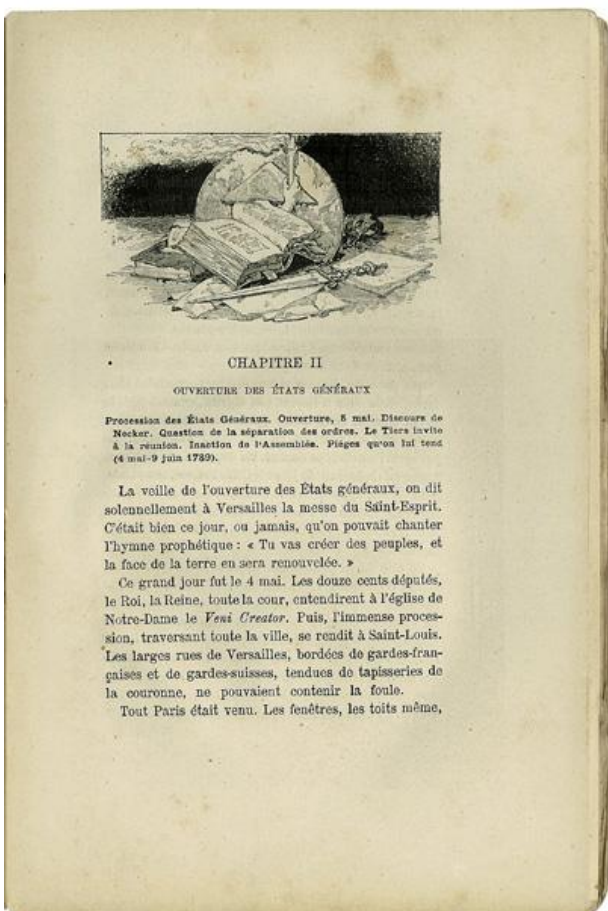 CHAPITRE II
OUVERTURE DES ÉTATS GÉNÉRAUX
Procession des États Généraux. Ouverture, 5 mai. Discours de
Necker. Question de la séparation des ordres. Le Tiers invite
à la réunion. Inaction de l'Assemblée. Pièges qu'on lui tend
(4 mai-9 juin 1789).
La veille de l'ouverture des États généraux, on dit
solennellement à Versailles la messe du Saint-Esprit.
C'était bien ce jour, ou jamais, qu'on pouvait chanter
l'hymne prophétique : « Tu vas créer des peuples, et
la face de la terre en sera renouvelée. »
Ce grand jour fut le 4 mai. Les douze cents députés,
le Roi, la Reine, toute la cour, entendirent à l'église de
Notre-Dame le Veni Creator. Puis, l'immense proces-
sion, traversant toute la ville, se rendit à Saint-Louis.
Les larges rues de Versailles, bordées de gardes-fran-
çaises et de gardes-suisses, tendues de tapisseries de
la couronne, ne pouvaient contenir la foule.
Tout Paris était venu. Les fenêtres, les toits même,